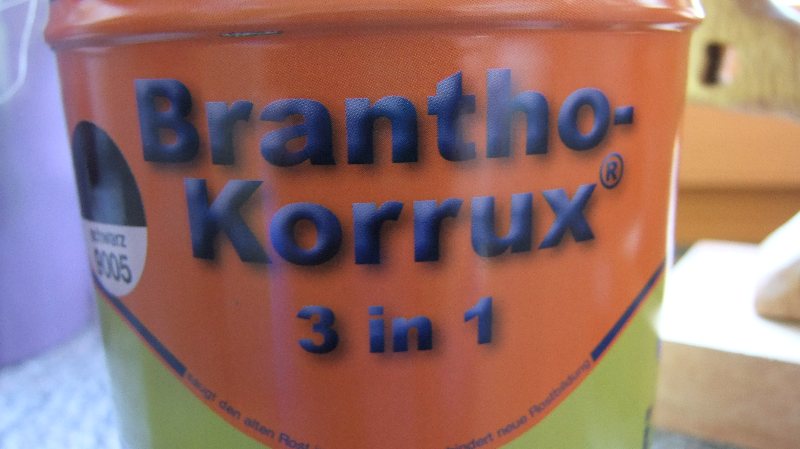 Brantho-
Korrux®
3 in 1
schwarz
9005
saugt den alten Rost
hindert neue Rostbildung